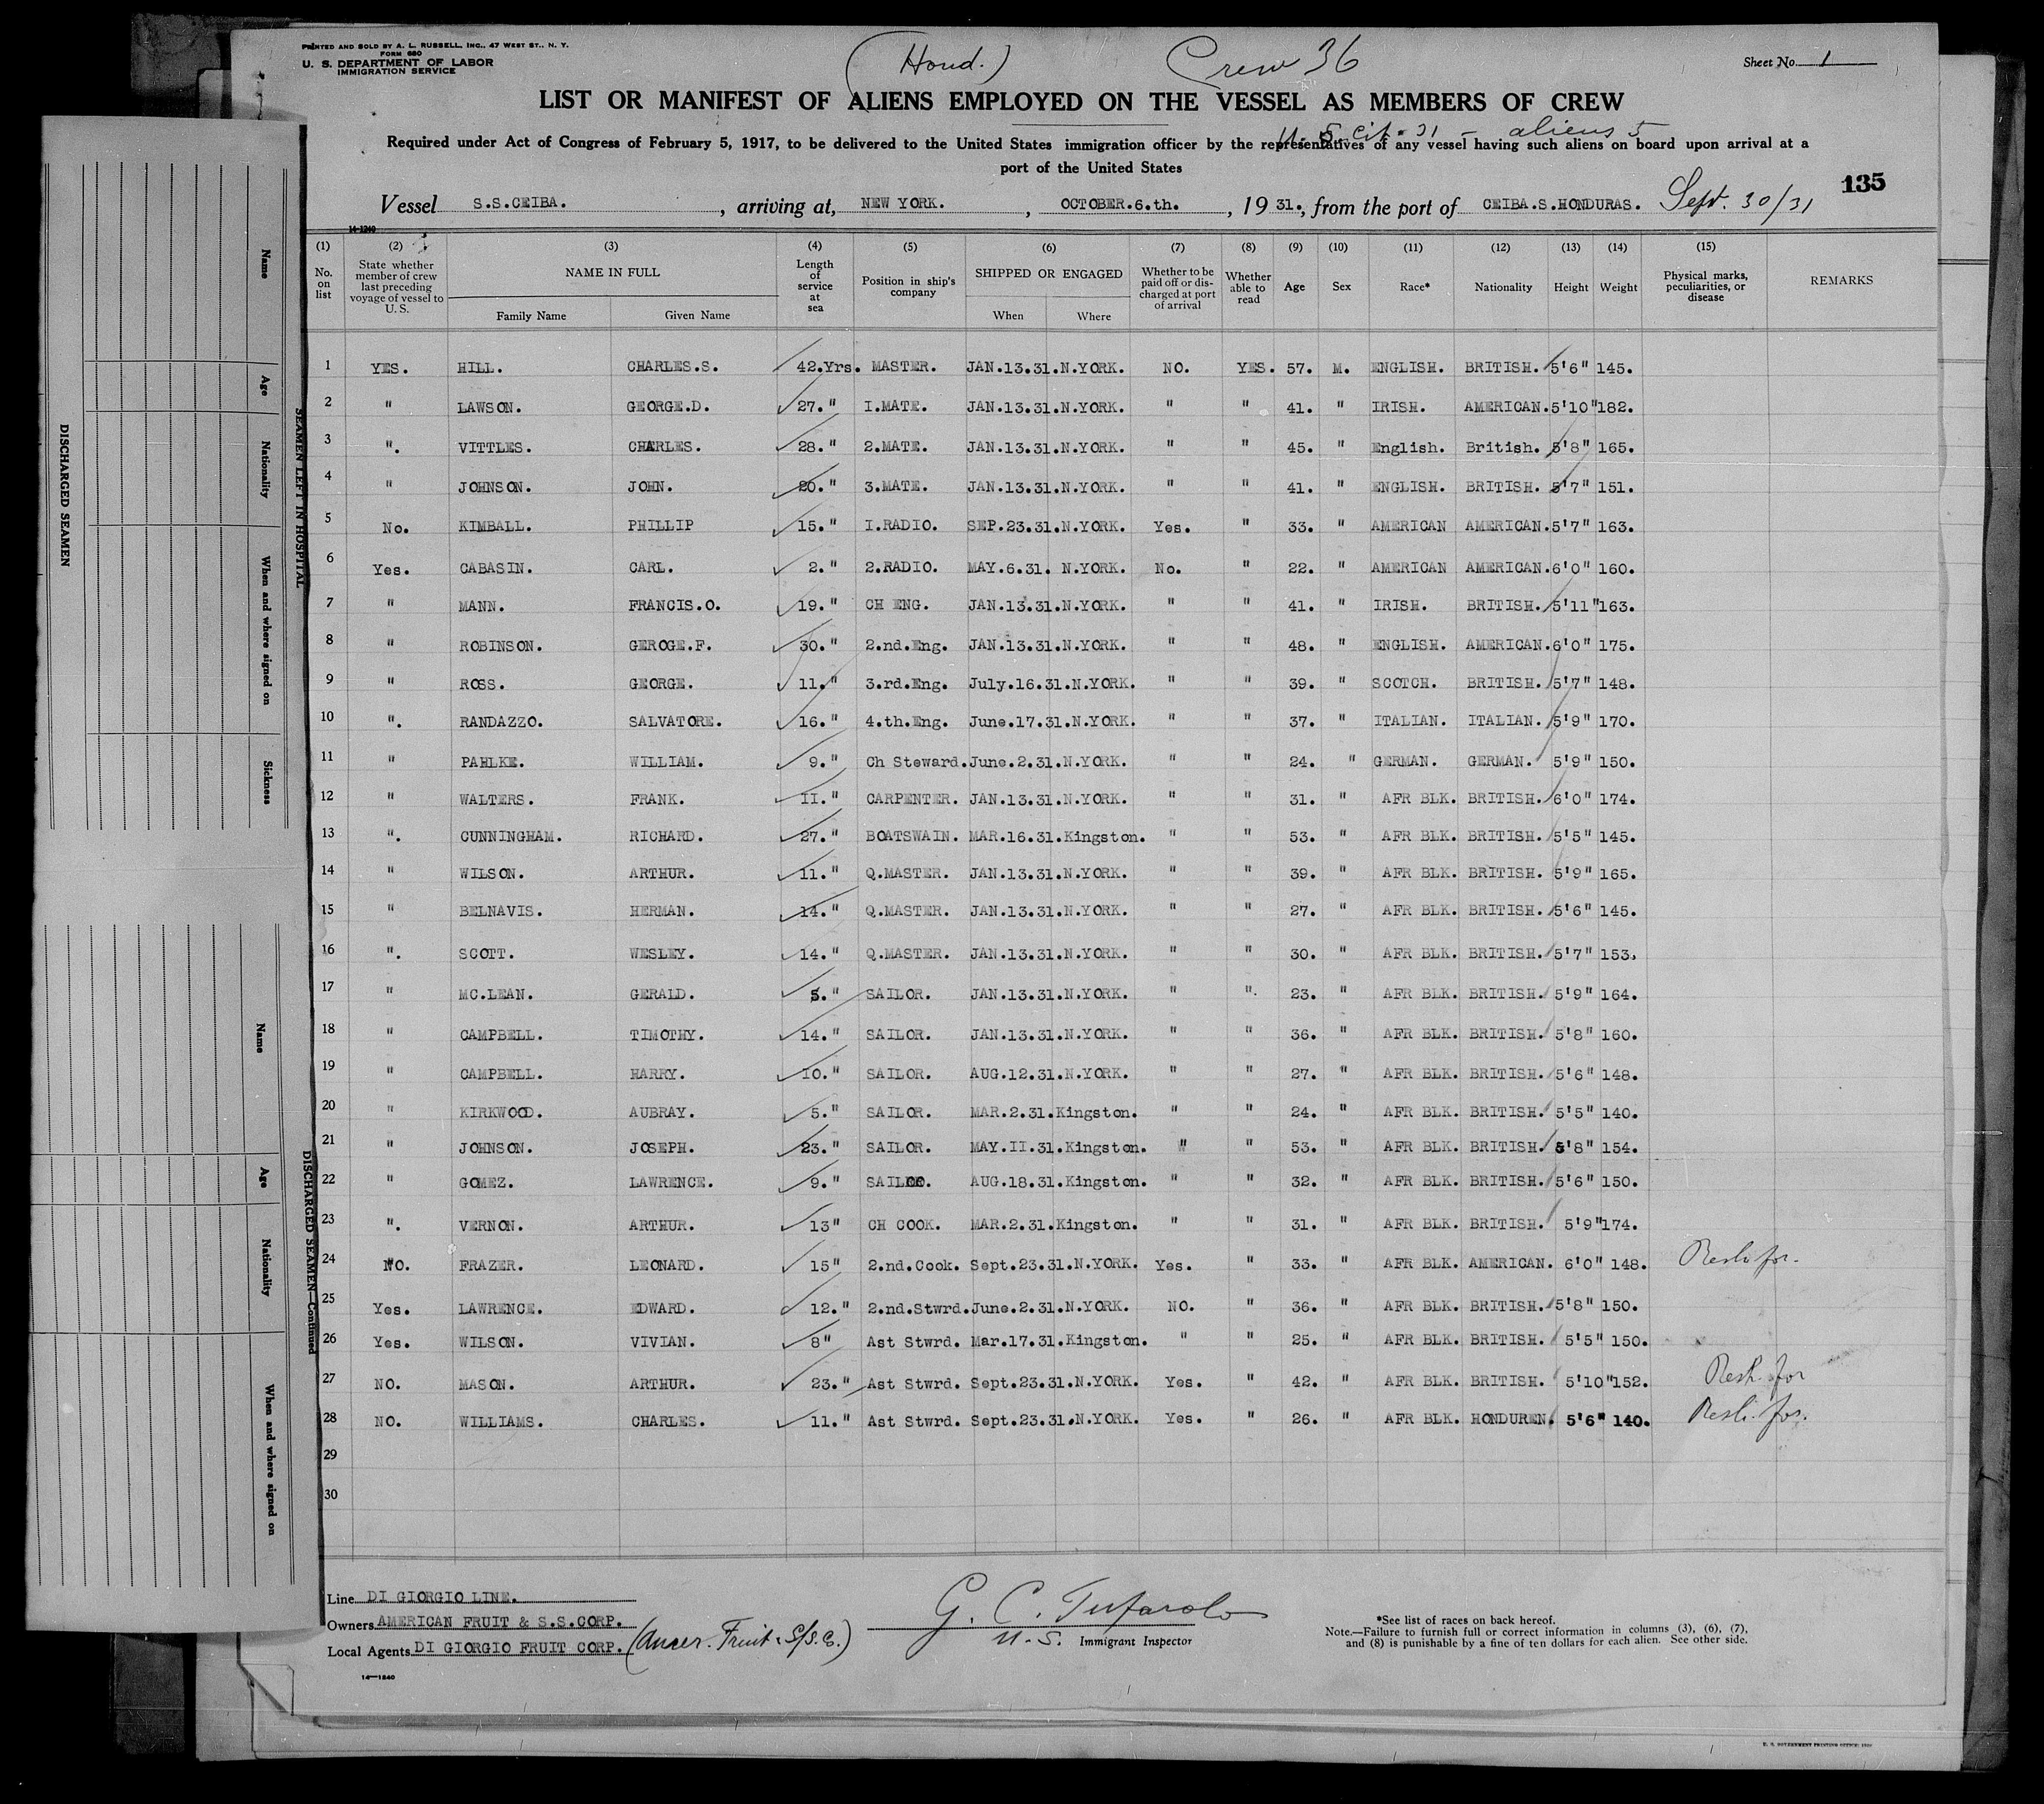 PRINTED AND SOLD BY A. L. RUSSELL, INC., 47 WEST ST., N. Y.
FORM 680
U. S. DEPARTMENT OF LABOR
IMMIGRATION SERVICE
(Hond.)
Crew 36
Sheet No. 1
LIST OR MANIFEST OF ALIENS EMPLOYED ON THE VESSEL AS MEMBERS OF CREW
U.S. Cit. 31 - aliens 5
Required under Act of Congress of February 5, 1917, to be delivered to the United States immigration officer by the representatives of any vessel having such aliens on board upon arrival at a
port of the United States
135
Vessel S.S.CEIBA. , arriving at, NEW YORK. , OCTOBER.6.th. , 19 31., from the port of CEIBA.S.HONDURAS. Sept. 30/31
14-1240
(1) (2) (3) (4) (5) (6) (7) (8) (9) (10) (11) (12) (13) (14) (15)
No. on list State whether member of crew last preceding voyage of vessel to U. S. NAME IN FULL Family Name Given Name Length of service at sea Position in ship's company SHIPPED OR ENGAGED When Where Whether to be paid off or discharged at port of arrival Whether able to read Age Sex Race* Nationality Height Weight Physical marks, peculiarities, or disease REMARKS
1 YES. HILL. CHARLES.S. 42.Yrs. MASTER. JAN.13.31.N.YORK. NO. YES. 57. M. ENGLISH. BRITISH. 5'6" 145.
2 " LAWSON. GEORGE.D. 27." I.MATE. JAN.13.31.N.YORK. " " 41. " IRISH. AMERICAN. 5'10" 182.
3 ". VITTLES. CHARLES. 28." 2.MATE. JAN.13.31.N.YORK. " " 45. " English. British. 5'8" 165.
4 " JOHNSON. JOHN. 20." 3.MATE. JAN.13.31.N.YORK. " " 41. " ENGLISH. BRITISH. 5'7" 151.
5 No. KIMBALL. PHILLIP 15." I.RADIO. SEP.23.31.N.YORK. Yes. " 33. " AMERICAN AMERICAN. 5'7" 163.
6 Yes. CABASIN. CARL. 2." 2.RADIO. MAY.6.31. N.YORK. No. " 22. " AMERICAN AMERICAN. 6'0" 160.
7 " MANN. FRANCIS.O. 19." CH ENG. JAN.13.31.N.YORK. " " 41. " IRISH. BRITISH. 5'11" 163.
8 " ROBINSON. GEROGE.F. 30." 2.nd.Eng. JAN.13.31.N.YORK. " " 48. " ENGLISH. AMERICAN. 6'0" 175.
9 " ROSS. GEORGE. 11." 3.rd.Eng. July.16.31.N.YORK. " " 39. " SCOTCH. BRITISH. 5'7" 148.
10 ". RANDAZZO. SALVATORE. 16." 4.th.Eng. June.17.31.N.YORK. " " 37. " ITALIAN. ITALIAN. 5'9" 170.
11 " PAHLKE. WILLIAM. 9." Ch Steward. June.2.31.N.YORK. " " 24. " GERMAN. GERMAN. 5'9" 150.
12 " WALTERS. FRANK. II." CARPENTER. JAN.13.31.N.YORK. " " 31. " AFR BLK. BRITISH. 6'0" 174.
13 ". CUNNINGHAM. RICHARD. 27." BOATSWAIN. MAR.16.31.Kingston. " " 53. " AFR BLK. BRITISH. 5'5" 145.
14 " WILSON. ARTHUR. 11." Q.MASTER. JAN.13.31.N.YORK. " " 39. " AFR BLK. BRITISH. 5'9" 165.
15 " BELNAVIS. HERMAN. 14." Q.MASTER. JAN.13.31.N.YORK. " " 27. " AFR BLK. BRITISH. 5'6" 145.
16 ". SCOTT. WESLEY. 14." Q.MASTER. JAN.13.31.N.YORK. " " 30. " AFR BLK. BRITISH. 5'7" 153.
17 " MC.LEAN. GERALD. 5." SAILOR. JAN.13.31.N.YORK. " ". 23. " AFR BLK. BRITISH. 5'9" 164.
18 " CAMPBELL. TIMOTHY. 14." SAILOR. JAN.13.31.N.YORK. " " 36. " AFR BLK. BRITISH. 5'8" 160.
19 " CAMPBELL. HARRY. 10." SAILOR. AUG.12.31.N.YORK. " " 27. " AFR BLK. BRITISH. 5'6" 148.
20 " KIRKWOOD. AUBRAY. 5." SAILOR. MAR.2.31.Kingston. " " 24. " AFR BLK. BRITISH. 5'5" 140.
21 " JOHNSON. JOSEPH. 23." SAILOR. MAY.II.31.Kingston. " " 53. " AFR BLK. BRITISH. 5'8" 154.
22 " GOMEZ. LAWRENCE. 9." AUG.18.31.Kingston. " " 32. " AFR BLK. BRITISH. 5'6" 150.
23 ". VERNON. ARTHUR. 13" CH COOK. MAR.2.31.Kingston. " " 31. " AFR BLK. BRITISH. 5'9" 174.
24 NO. FRAZER. LEONARD. 15" 2.nd.Cook. Sept.23.31.N.YORK. Yes. " 33. " AFR BLK. AMERICAN. 6'0" 148.
25 Yes. LAWRENCE. EDWARD. 12." 2.nd.Stwrd. June.2.31.N.YORK. NO. " 36. " AFR BLK. BRITISH. 5'8" 150.
26 Yes. WILSON. VIVIAN. 8" Ast Stwrd. Mar.17.31.Kingston. " " 25. " AFR BLK. BRITISH. 5'5" 150.
27 NO. MASON. ARTHUR. 23." Ast Stwrd. Sept.23.31.N.YORK. Yes. " 42. " AFR BLK. BRITISH. 5'10" 152.
28 NO. WILLIAMS. CHARLES. 11." Ast Stwrd. Sept.23.31.N.YORK. Yes. " 26. " AFR BLK. HONDUREN. 5'6" 140.
29
30
Line DI GIORGIO LINE.
Owners AMERICAN FRUIT & S.S.CORP.
Local Agents DI GIORGIO FRUIT CORP. (Amer. Fruit & S/S. Co.)
G. C. Tufarolo
U.S. Immigrant Inspector
*See list of races on back hereof.
Note.—Failure to furnish full or correct information in columns (3), (6), (7),
and (8) is punishable by a fine of ten dollars for each alien. See other side.
14—1240
DISCHARGED SEAMEN
Name
Age
Nationality
When and where signed on
Sickness
SEAMEN LEFT IN HOSPITAL
Name
Age
Nationality
When and where signed on
DISCHARGED SEAMEN—Continued